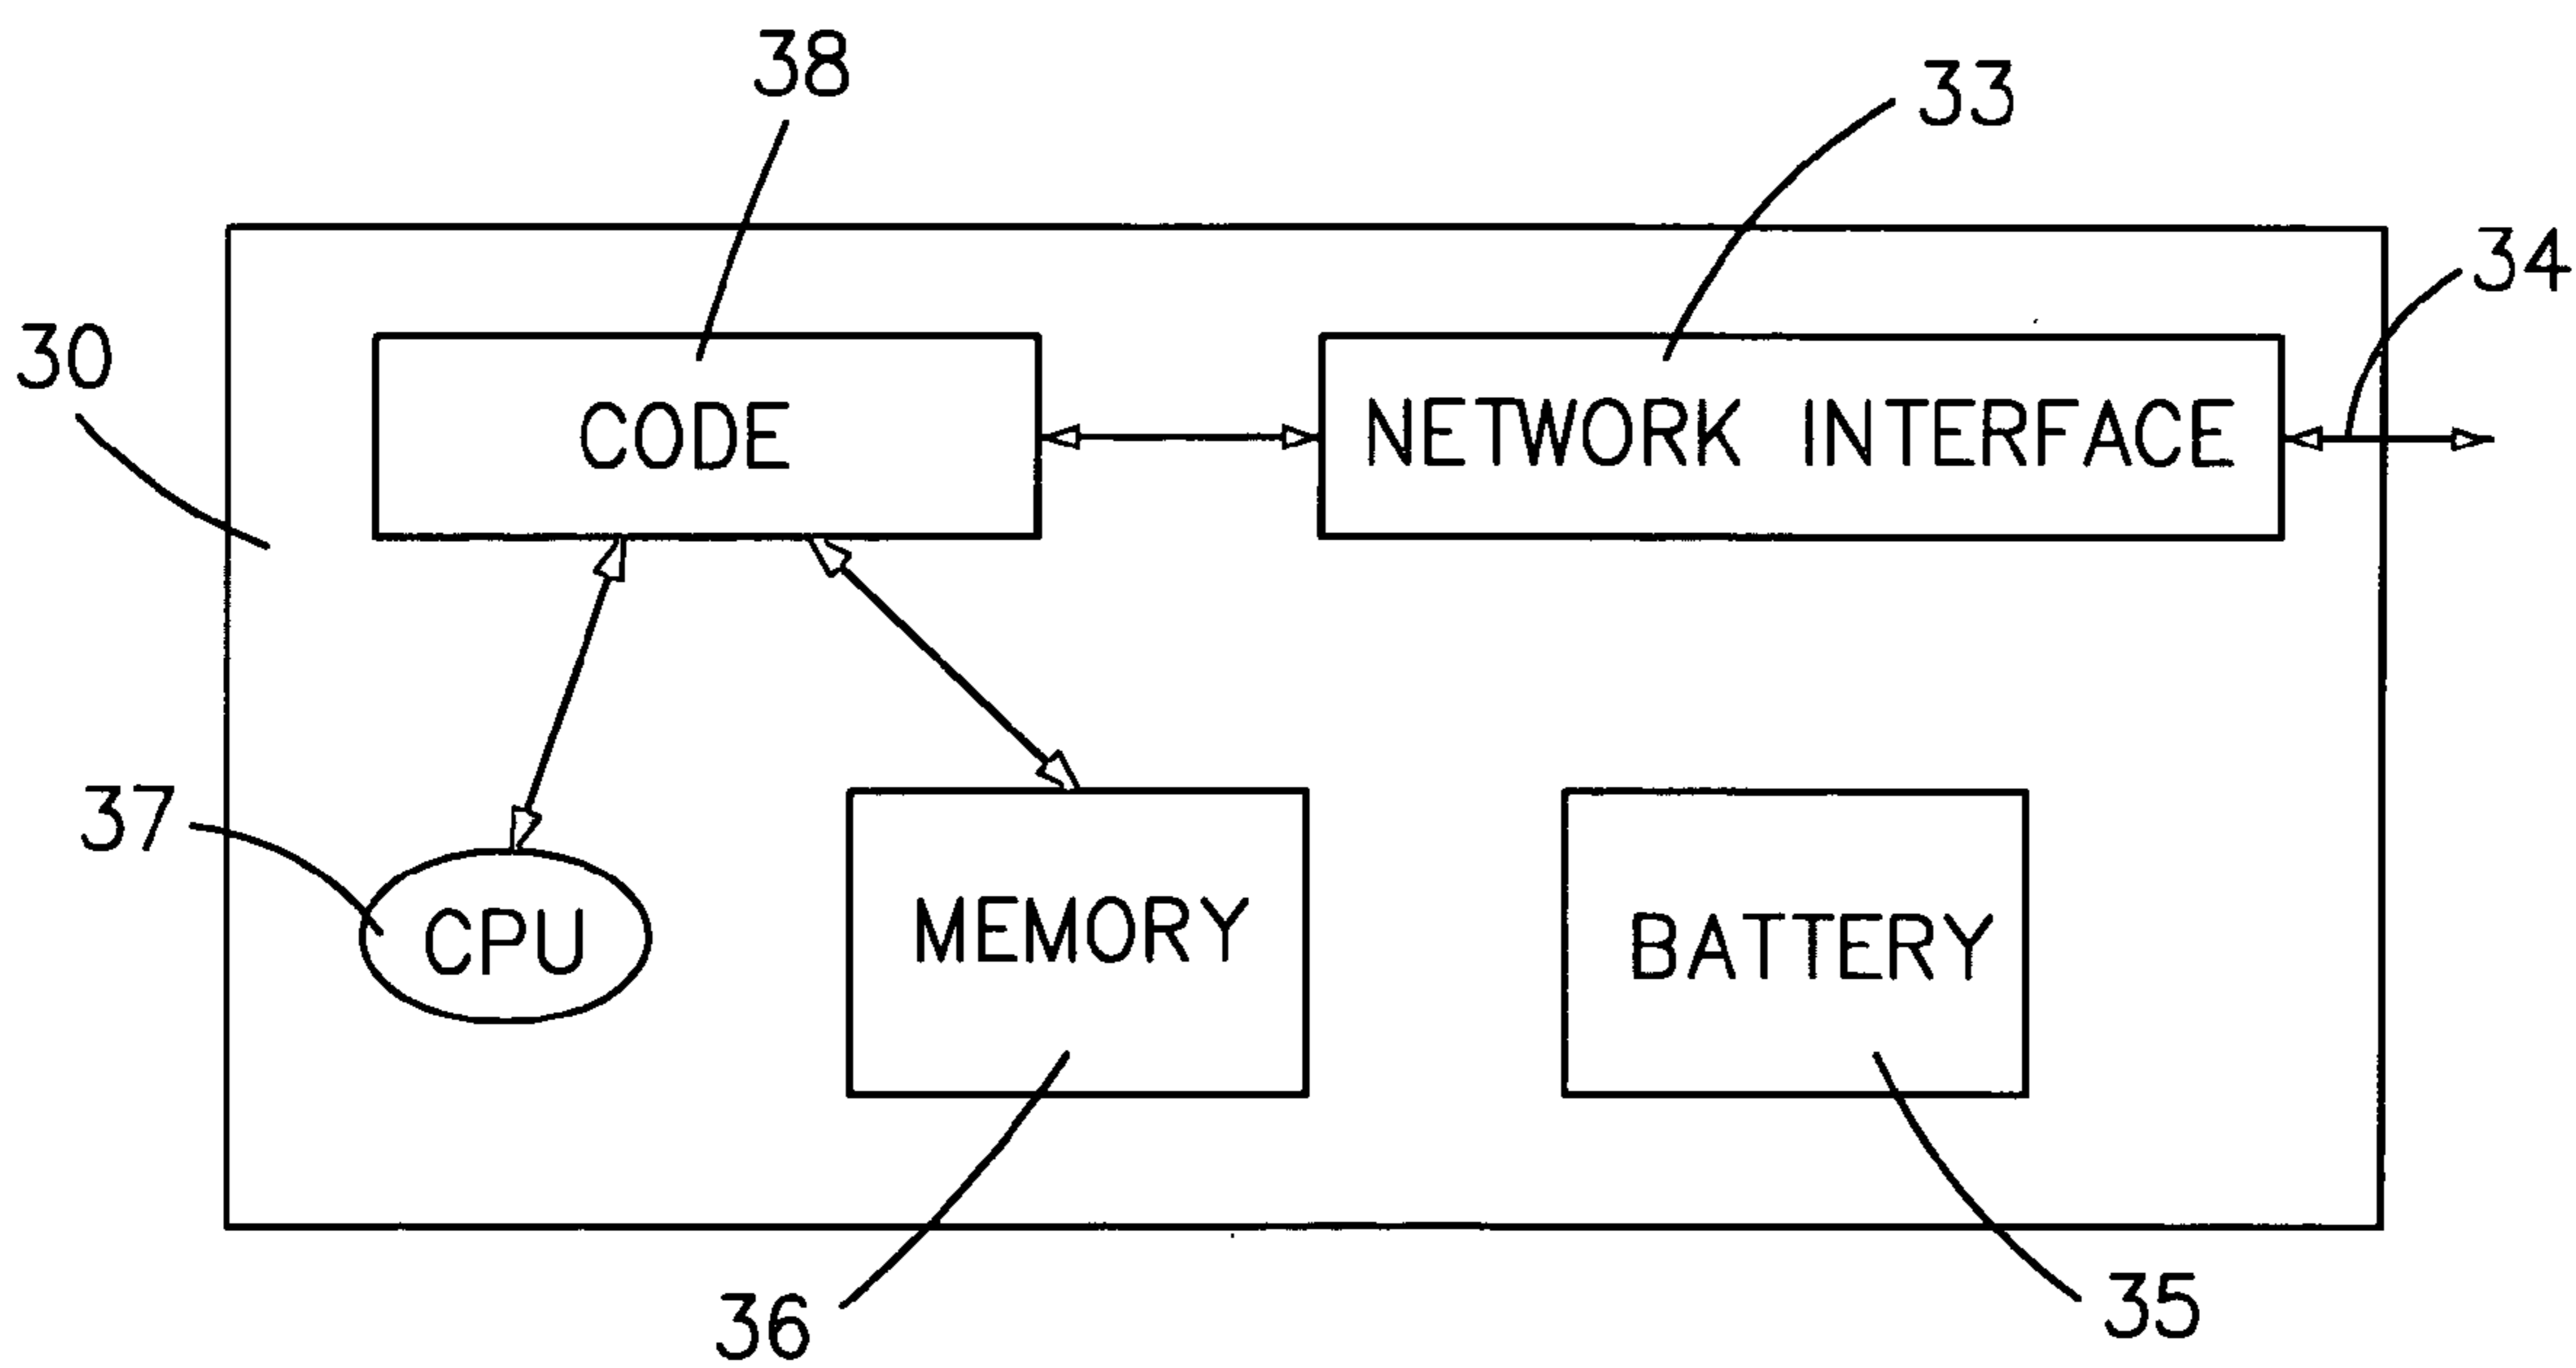 38
33
34
30
CODE
NETWORK INTERFACE
37
CPU
MEMORY
BATTERY
36
35